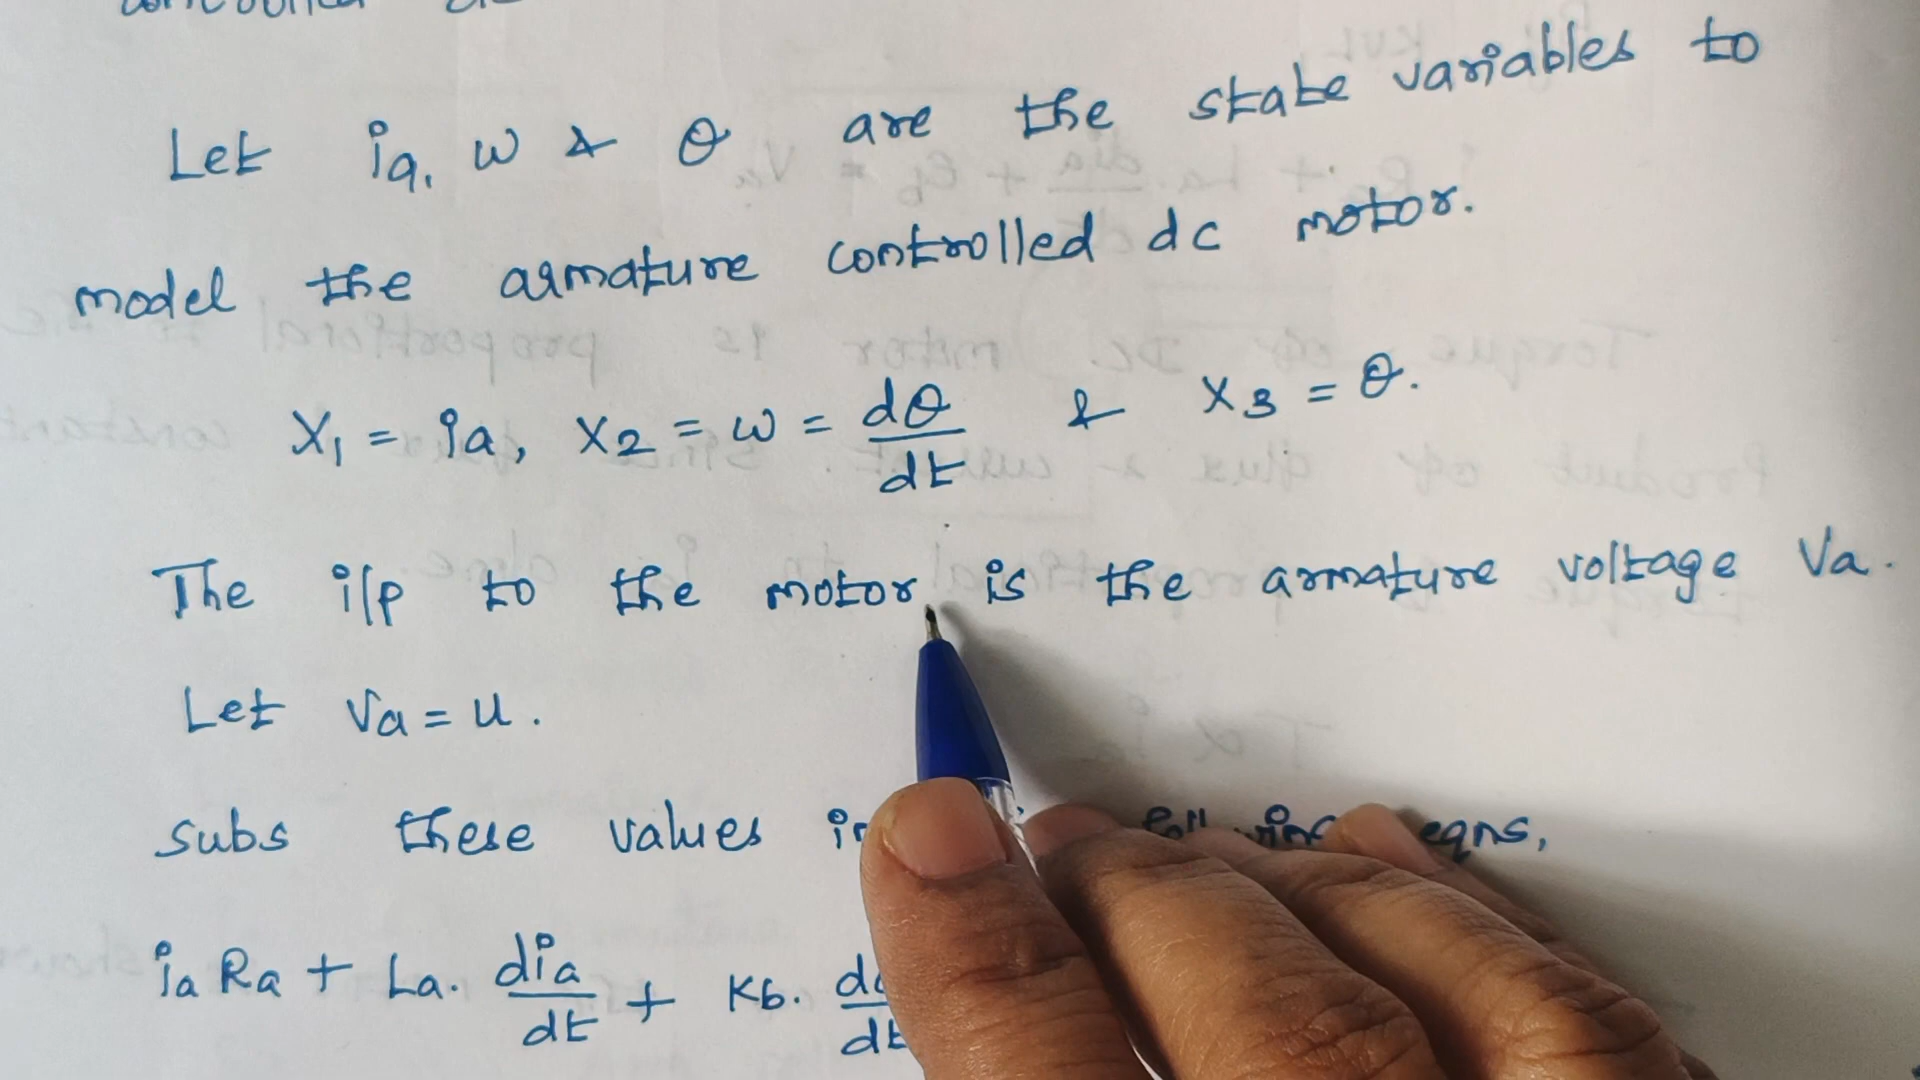 Let ia, ω & θ are the state variables to
model the armature controlled dc motor.
X1 = ia, X2 = ω = dθ/dt & X3 = θ.
The i/p to the motor is the armature voltage Va.
Let Va = u.
subs these values eqns,
ia Ra + La. dia/dt + Kb.